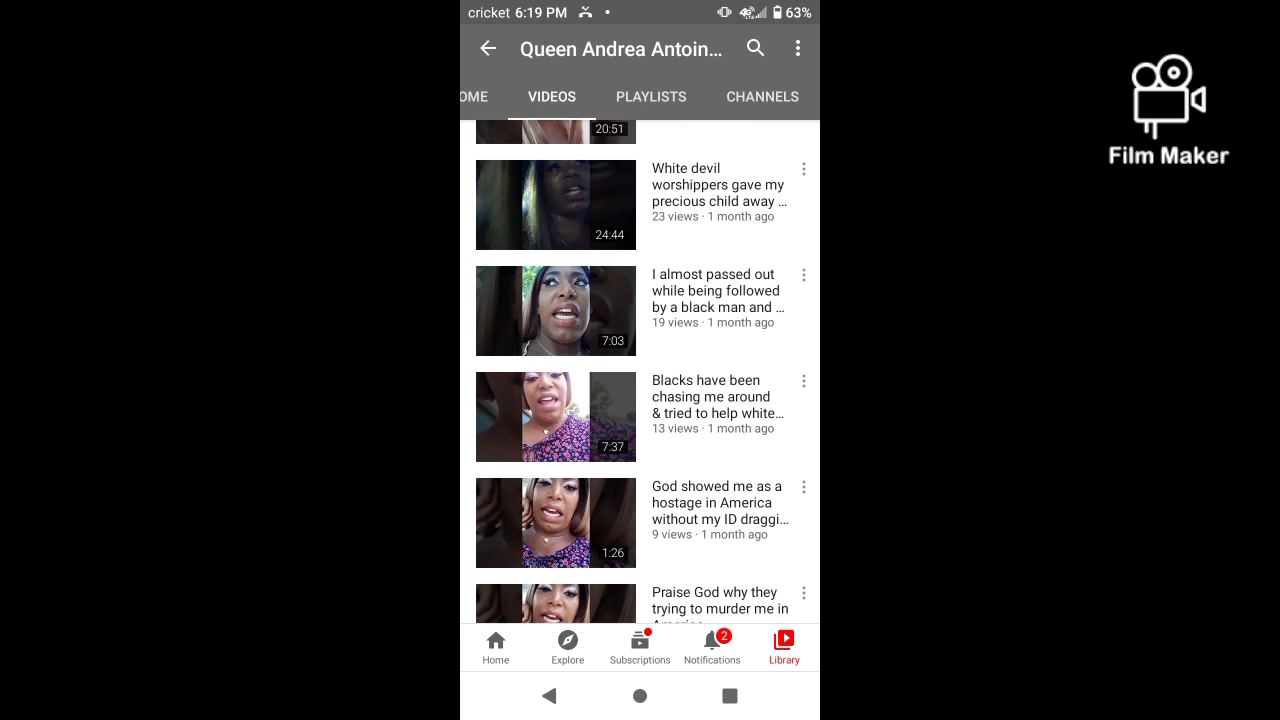 cricket 6:19 PM 4G 63%
Queen Andrea Antoin...
OME VIDEOS PLAYLISTS CHANNELS
20:51
White devil
worshippers gave my
precious child away ...
23 views · 1 month ago
24:44
I almost passed out
while being followed
by a black man and ...
19 views · 1 month ago
7:03
Blacks have been
chasing me around
& tried to help white...
13 views · 1 month ago
7:37
God showed me as a
hostage in America
without my ID draggi...
9 views · 1 month ago
1:26
Praise God why they
trying to murder me in
2
Home Explore Subscriptions Notifications Library
Film Maker